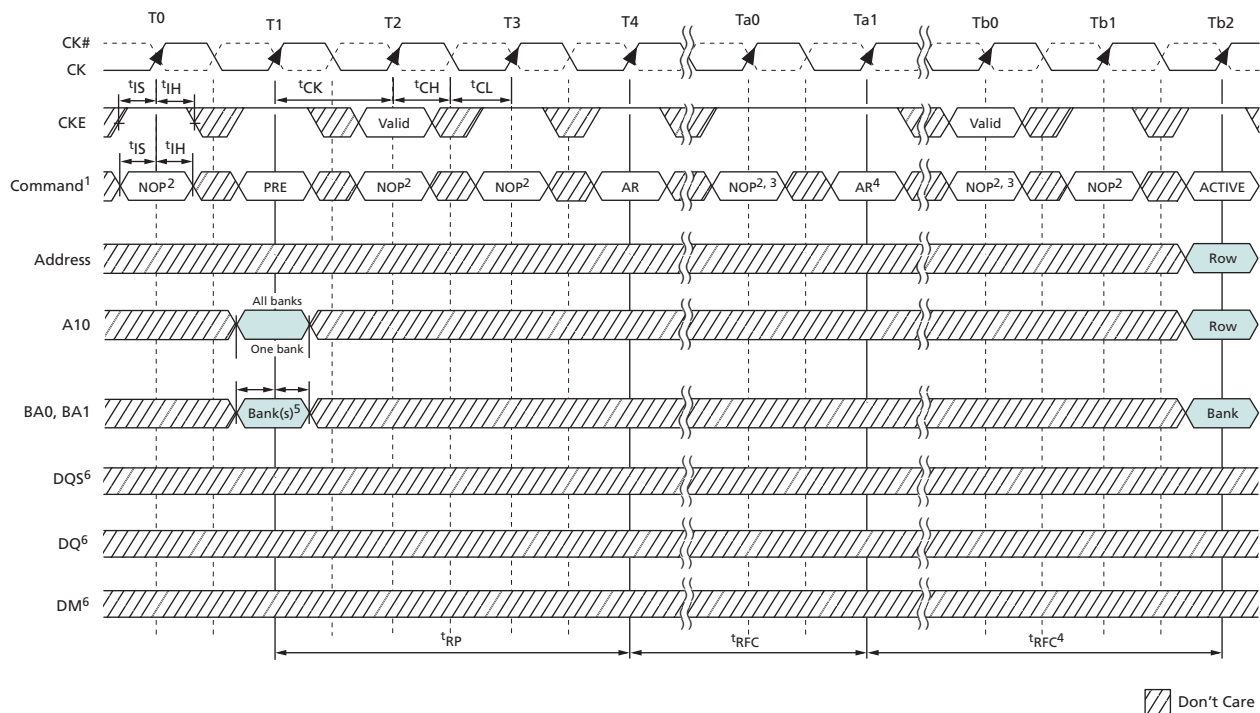 T0 T1 T2 T3 T4 Ta0 Ta1 Tb0 Tb1 Tb2
CK#
CK
tIS tIH tCK tCH tCL
CKE Valid Valid
tIS tIH
Command1 NOP2 PRE NOP2 NOP2 AR NOP2, 3 AR4 NOP2, 3 NOP2 ACTIVE
Address Row
All banks
A10 Row
One bank
BA0, BA1 Bank(s)5 Bank
DQS6
DQ6
DM6
tRP tRFC tRFC4
Don't Care